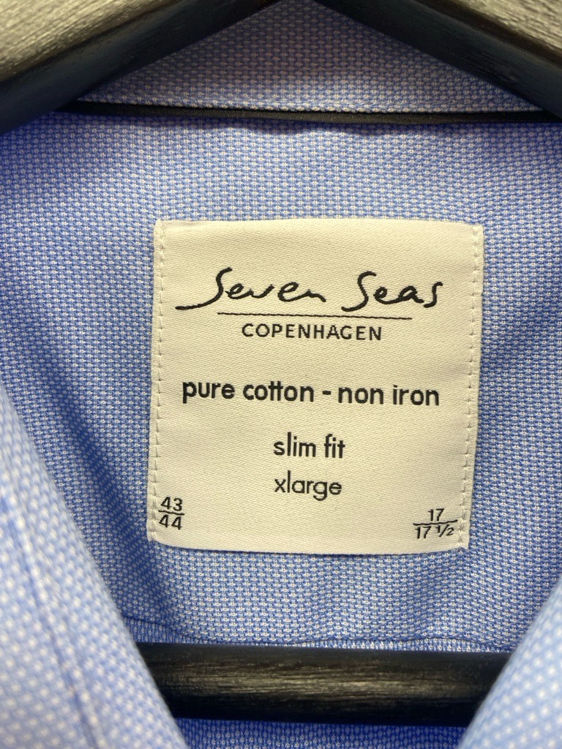 Seven Seas
COPENHAGEN
pure cotton - non iron
slim fit
xlarge
43
44
17
17 1/2